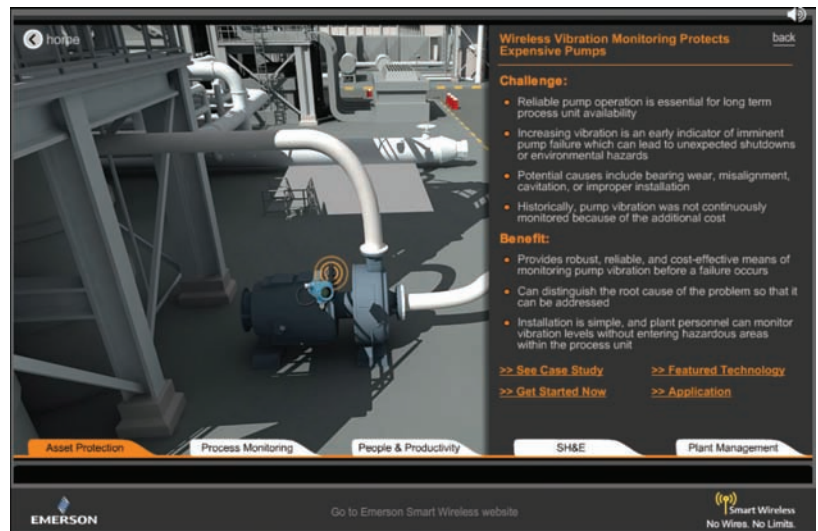 home
Wireless Vibration Monitoring Protects
Expensive Pumps
back
Challenge:
• Reliable pump operation is essential for long term
process unit availability
• Increasing vibration is an early indicator of imminent
pump failure which can lead to unexpected shutdowns
or environmental hazards
• Potential causes include bearing wear, misalignment,
cavitation, or improper installation
• Historically, pump vibration was not continuously
monitored because of the additional cost
Benefit:
• Provides robust, reliable, and cost-effective means of
monitoring pump vibration before a failure occurs
• Can distinguish the root cause of the problem so that it
can be addressed
• Installation is simple, and plant personnel can monitor
vibration levels without entering hazardous areas
within the process unit
>> See Case Study >> Featured Technology
>> Get Started Now >> Application
Asset Protection Process Monitoring People & Productivity SH&E Plant Management
EMERSON
Go to Emerson Smart Wireless website
Smart Wireless
No Wires. No Limits.